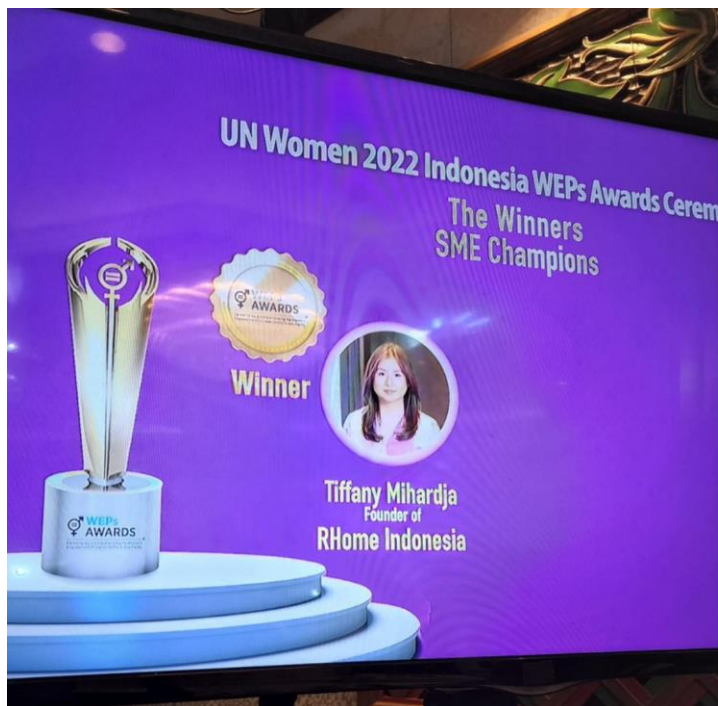 UN Women 2022 Indonesia WEPs Awards Cerem
The Winners
SME Champions
WEPs
AWARDS
Winner
Tiffany Mihardja
Founder of
RHome Indonesia
WEPs
AWARDS